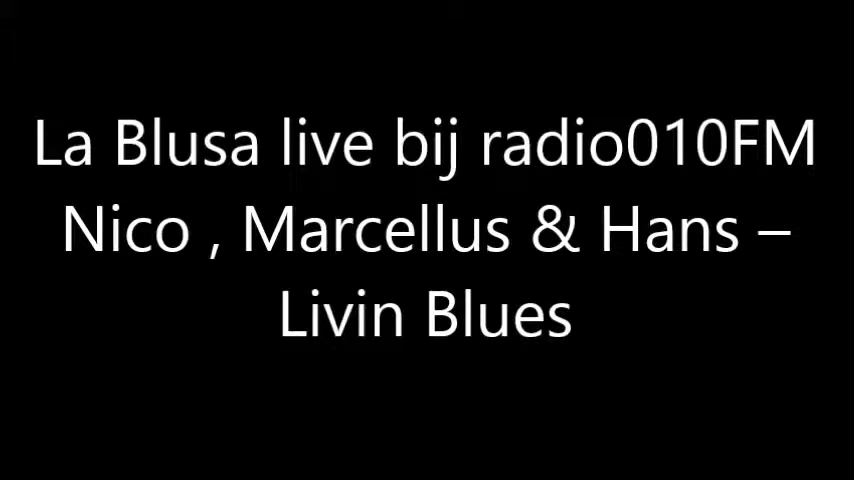 La Blusa live bij radio010FM
Nico , Marcellus & Hans –
Livin Blues